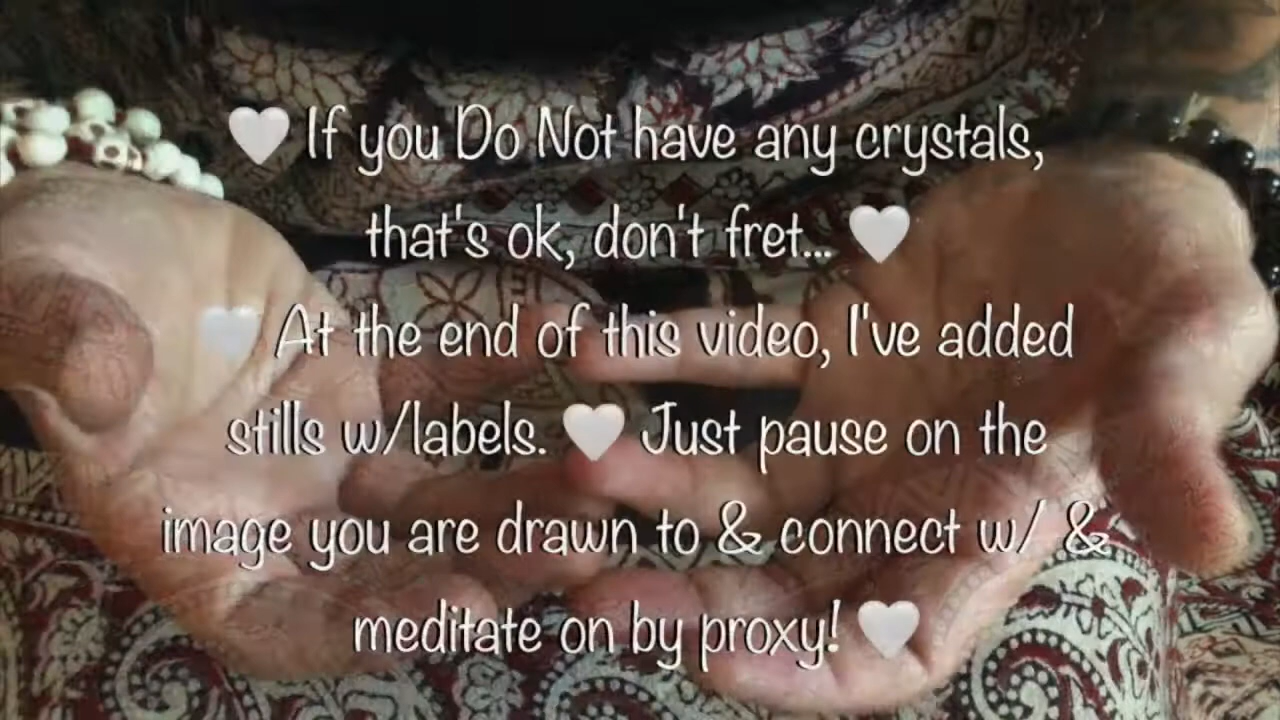 🤍 If you Do Not have any crystals,
that's ok, don't fret... 🤍
🤍 At the end of this video, I've added
stills w/labels. 🤍 Just pause on the
image you are drawn to & connect w/ &
meditate on by proxy! 🤍